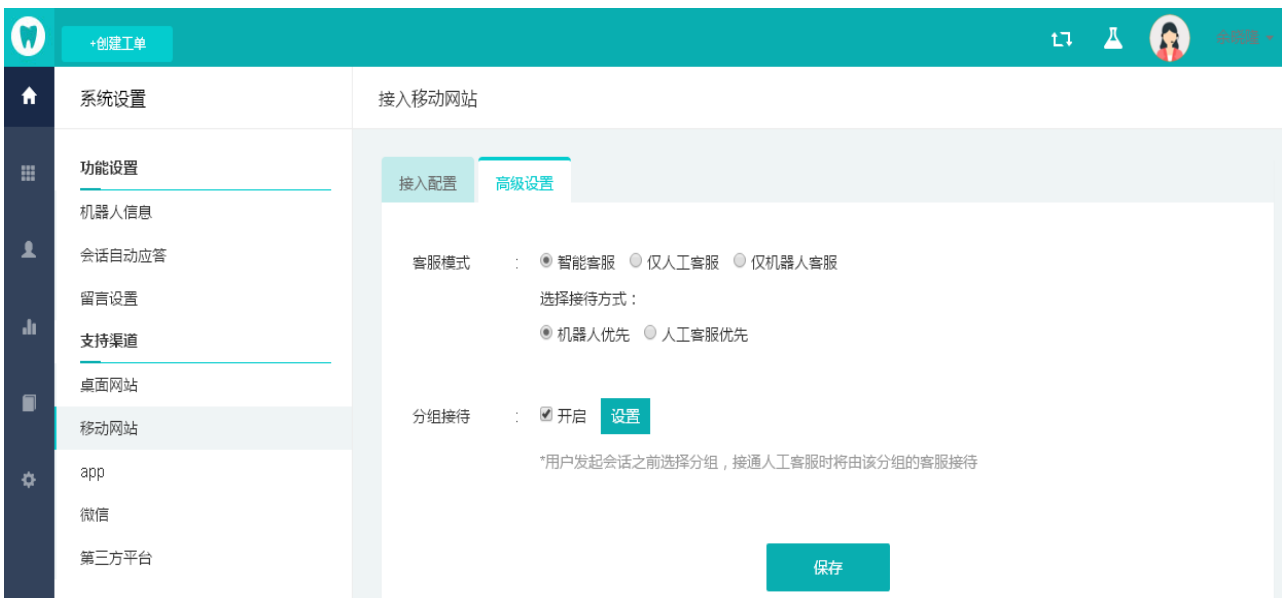 +创建工单
系统设置
接入移动网站
功能设置
机器人信息
会话自动应答
留言设置
支持渠道
桌面网站
移动网站
app
微信
第三方平台
接入配置 高级设置
客服模式 : 智能客服 仅人工客服 仅机器人客服
选择接待方式：
机器人优先 人工客服优先
分组接待 : 开启 设置
*用户发起会话之前选择分组，接通人工客服时将由该分组的客服接待
保存